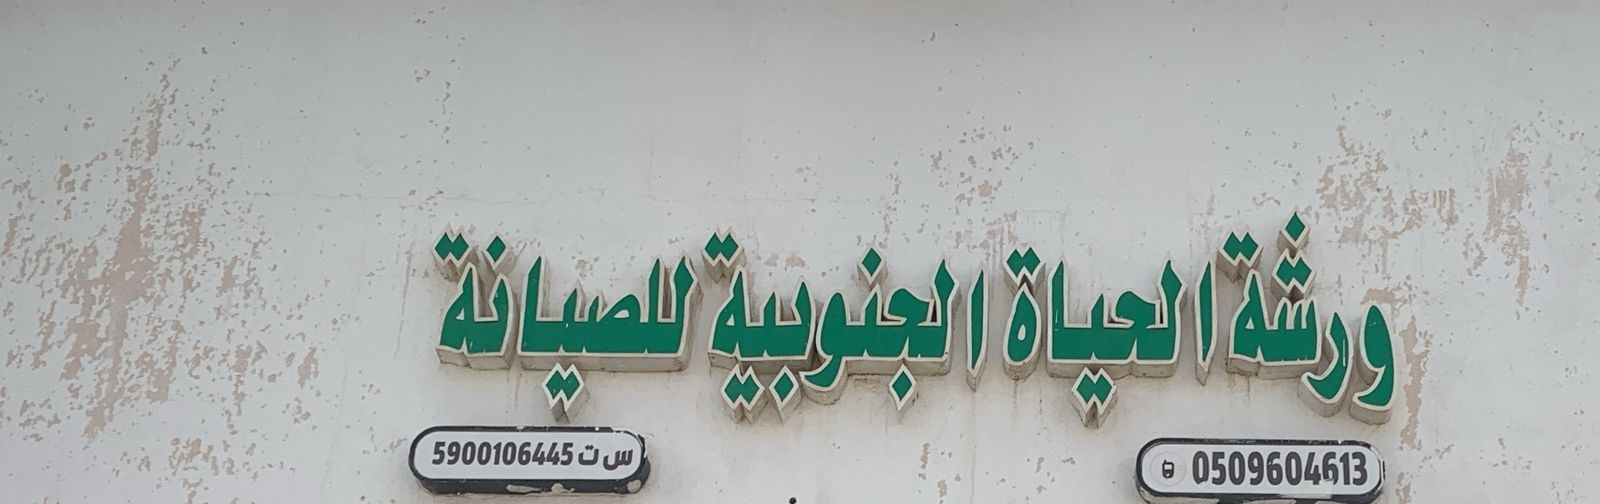 ورشة الحياة الجنوبية للصيانة
0509604613
س ت 5900106445